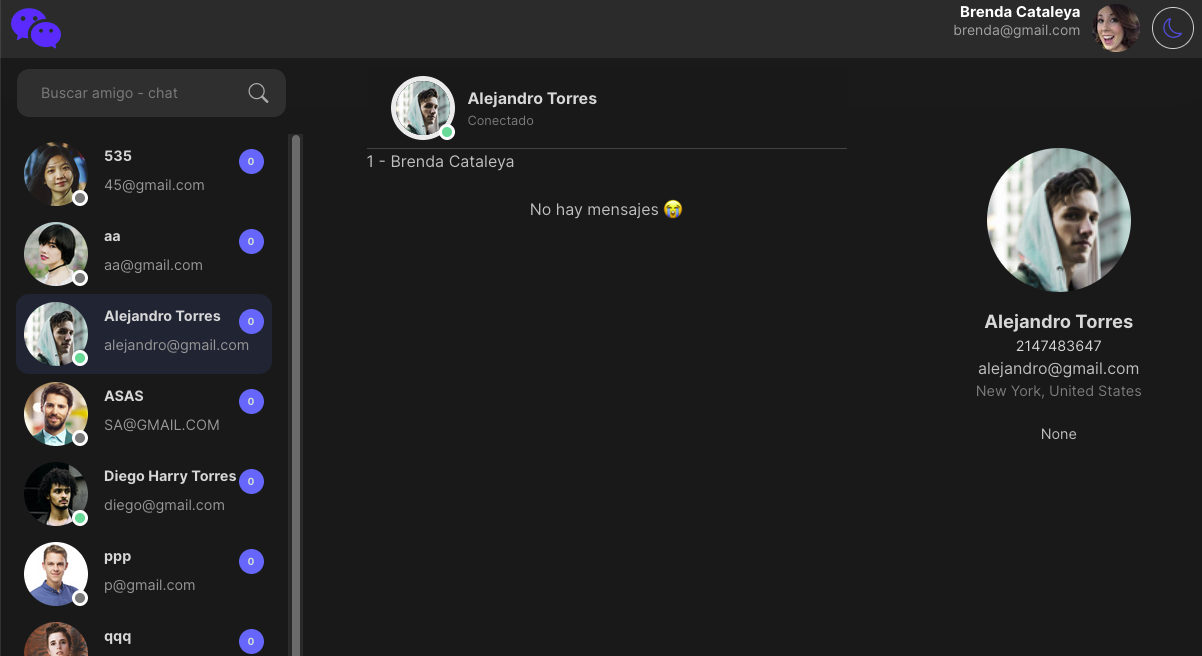 Brenda Cataleya
brenda@gmail.com
Buscar amigo - chat
535
0
45@gmail.com
aa
0
aa@gmail.com
Alejandro Torres
0
alejandro@gmail.com
ASAS
0
SA@GMAIL.COM
Diego Harry Torres
0
diego@gmail.com
ppp
0
p@gmail.com
qqq
0
Alejandro Torres
Conectado
1 - Brenda Cataleya
No hay mensajes 😭
Alejandro Torres
2147483647
alejandro@gmail.com
New York, United States
None